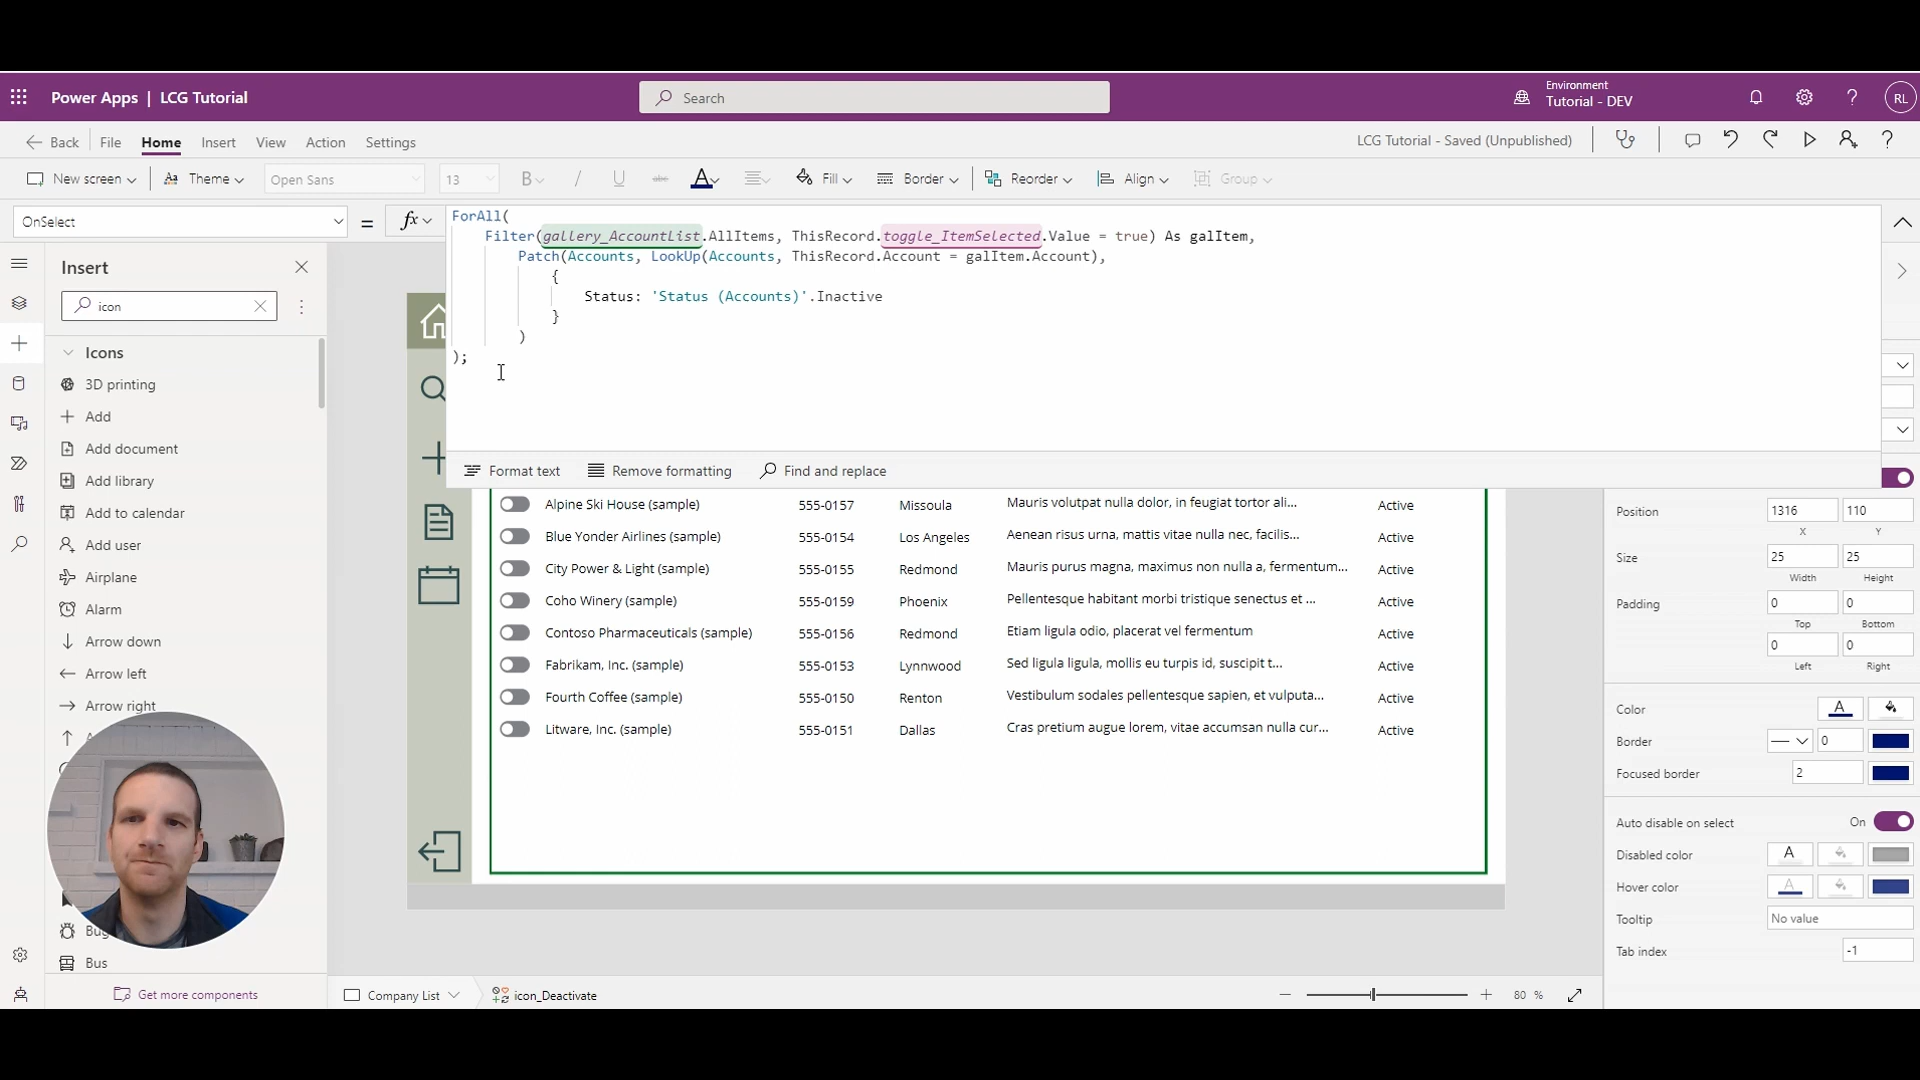 Power Apps | LCG Tutorial
Search
Environment
Tutorial - DEV
RL
Back
File
Home
Insert
View
Action
Settings
LCG Tutorial - Saved (Unpublished)
New screen
Theme
Open Sans
13
B
A
Fill
Border
Reorder
Align
Group
OnSelect
=
fx
ForAll(
Filter(gallery_AccountList.AllItems, ThisRecord.toggle_ItemSelected.Value = true) As galItem,
Patch(Accounts, LookUp(Accounts, ThisRecord.Account = galItem.Account),
{
Status: 'Status (Accounts)'.Inactive
}
)
);
Format text
Remove formatting
Find and replace
Insert
icon
Icons
3D printing
Add
Add document
Add library
Add to calendar
Add user
Airplane
Alarm
Arrow down
Arrow left
Arrow right
Bus
Get more components
Alpine Ski House (sample) 555-0157 Missoula Mauris volutpat nulla dolor, in feugiat tortor ali... Active
Blue Yonder Airlines (sample) 555-0154 Los Angeles Aenean risus urna, mattis vitae nulla nec, facilis... Active
City Power & Light (sample) 555-0155 Redmond Mauris purus magna, maximus non nulla a, fermentum... Active
Coho Winery (sample) 555-0159 Phoenix Pellentesque habitant morbi tristique senectus et ... Active
Contoso Pharmaceuticals (sample) 555-0156 Redmond Etiam ligula odio, placerat vel fermentum Active
Fabrikam, Inc. (sample) 555-0153 Lynnwood Sed ligula ligula, mollis eu turpis id, suscipit t... Active
Fourth Coffee (sample) 555-0150 Renton Vestibulum sodales pellentesque sapien, et vulputa... Active
Litware, Inc. (sample) 555-0151 Dallas Cras pretium augue lorem, vitae accumsan nulla cur... Active
Position 1316 110
X Y
Size 25 25
Width Height
Padding 0 0
Top Bottom
0 0
Left Right
Color
Border 0
Focused border 2
Auto disable on select On
Disabled color
Hover color
Tooltip No value
Tab index -1
Company List
icon_Deactivate
80 %